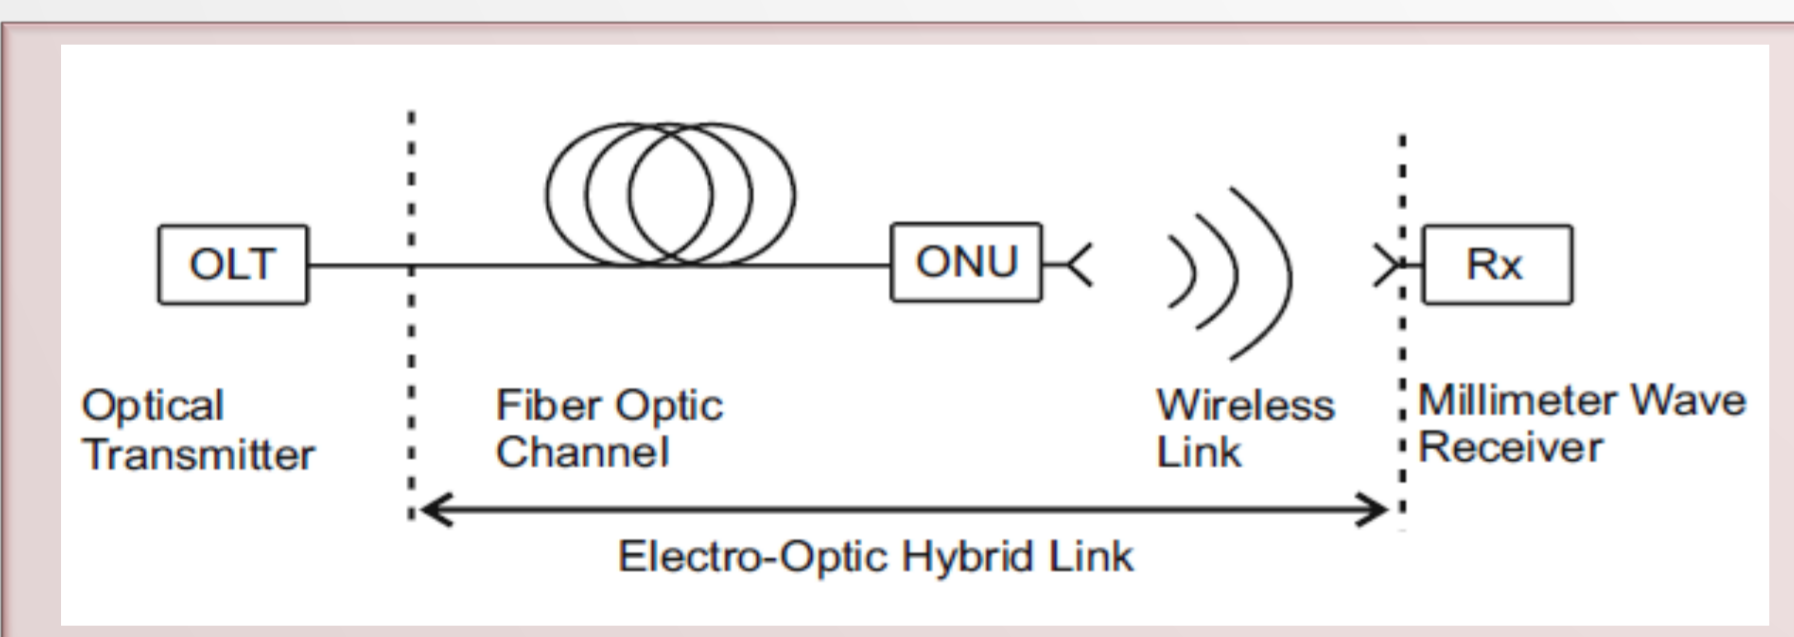 OLT
ONU
Rx
Optical
Transmitter
Fiber Optic
Channel
Wireless
Link
Millimeter Wave
Receiver
Electro-Optic Hybrid Link